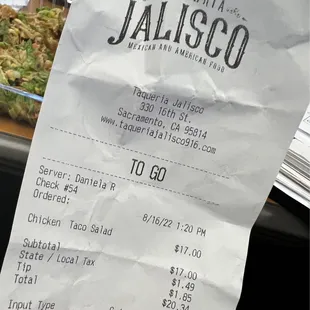 JALISCO
MEXICAN AND AMERICAN FOOD
Taqueria Jalisco
330 16th St.
Sacramento, CA 95814
www.taqueriajalisco916.com
TO GO
Server: Daniela R
Check #54
8/16/22 1:20 PM
Ordered:
Chicken Taco Salad $17.00
Subtotal $17.00
State / Local Tax $1.49
Tip $1.85
Total $20.34
Input Type